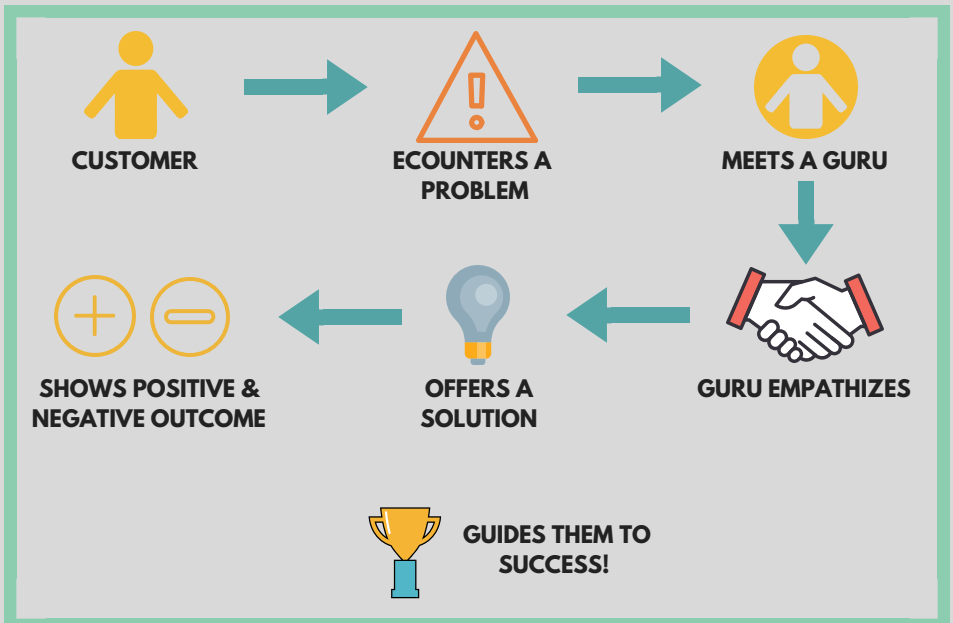 CUSTOMER
ECOUNTERS A
PROBLEM
MEETS A GURU
GURU EMPATHIZES
OFFERS A
SOLUTION
SHOWS POSITIVE &
NEGATIVE OUTCOME
GUIDES THEM TO
SUCCESS!